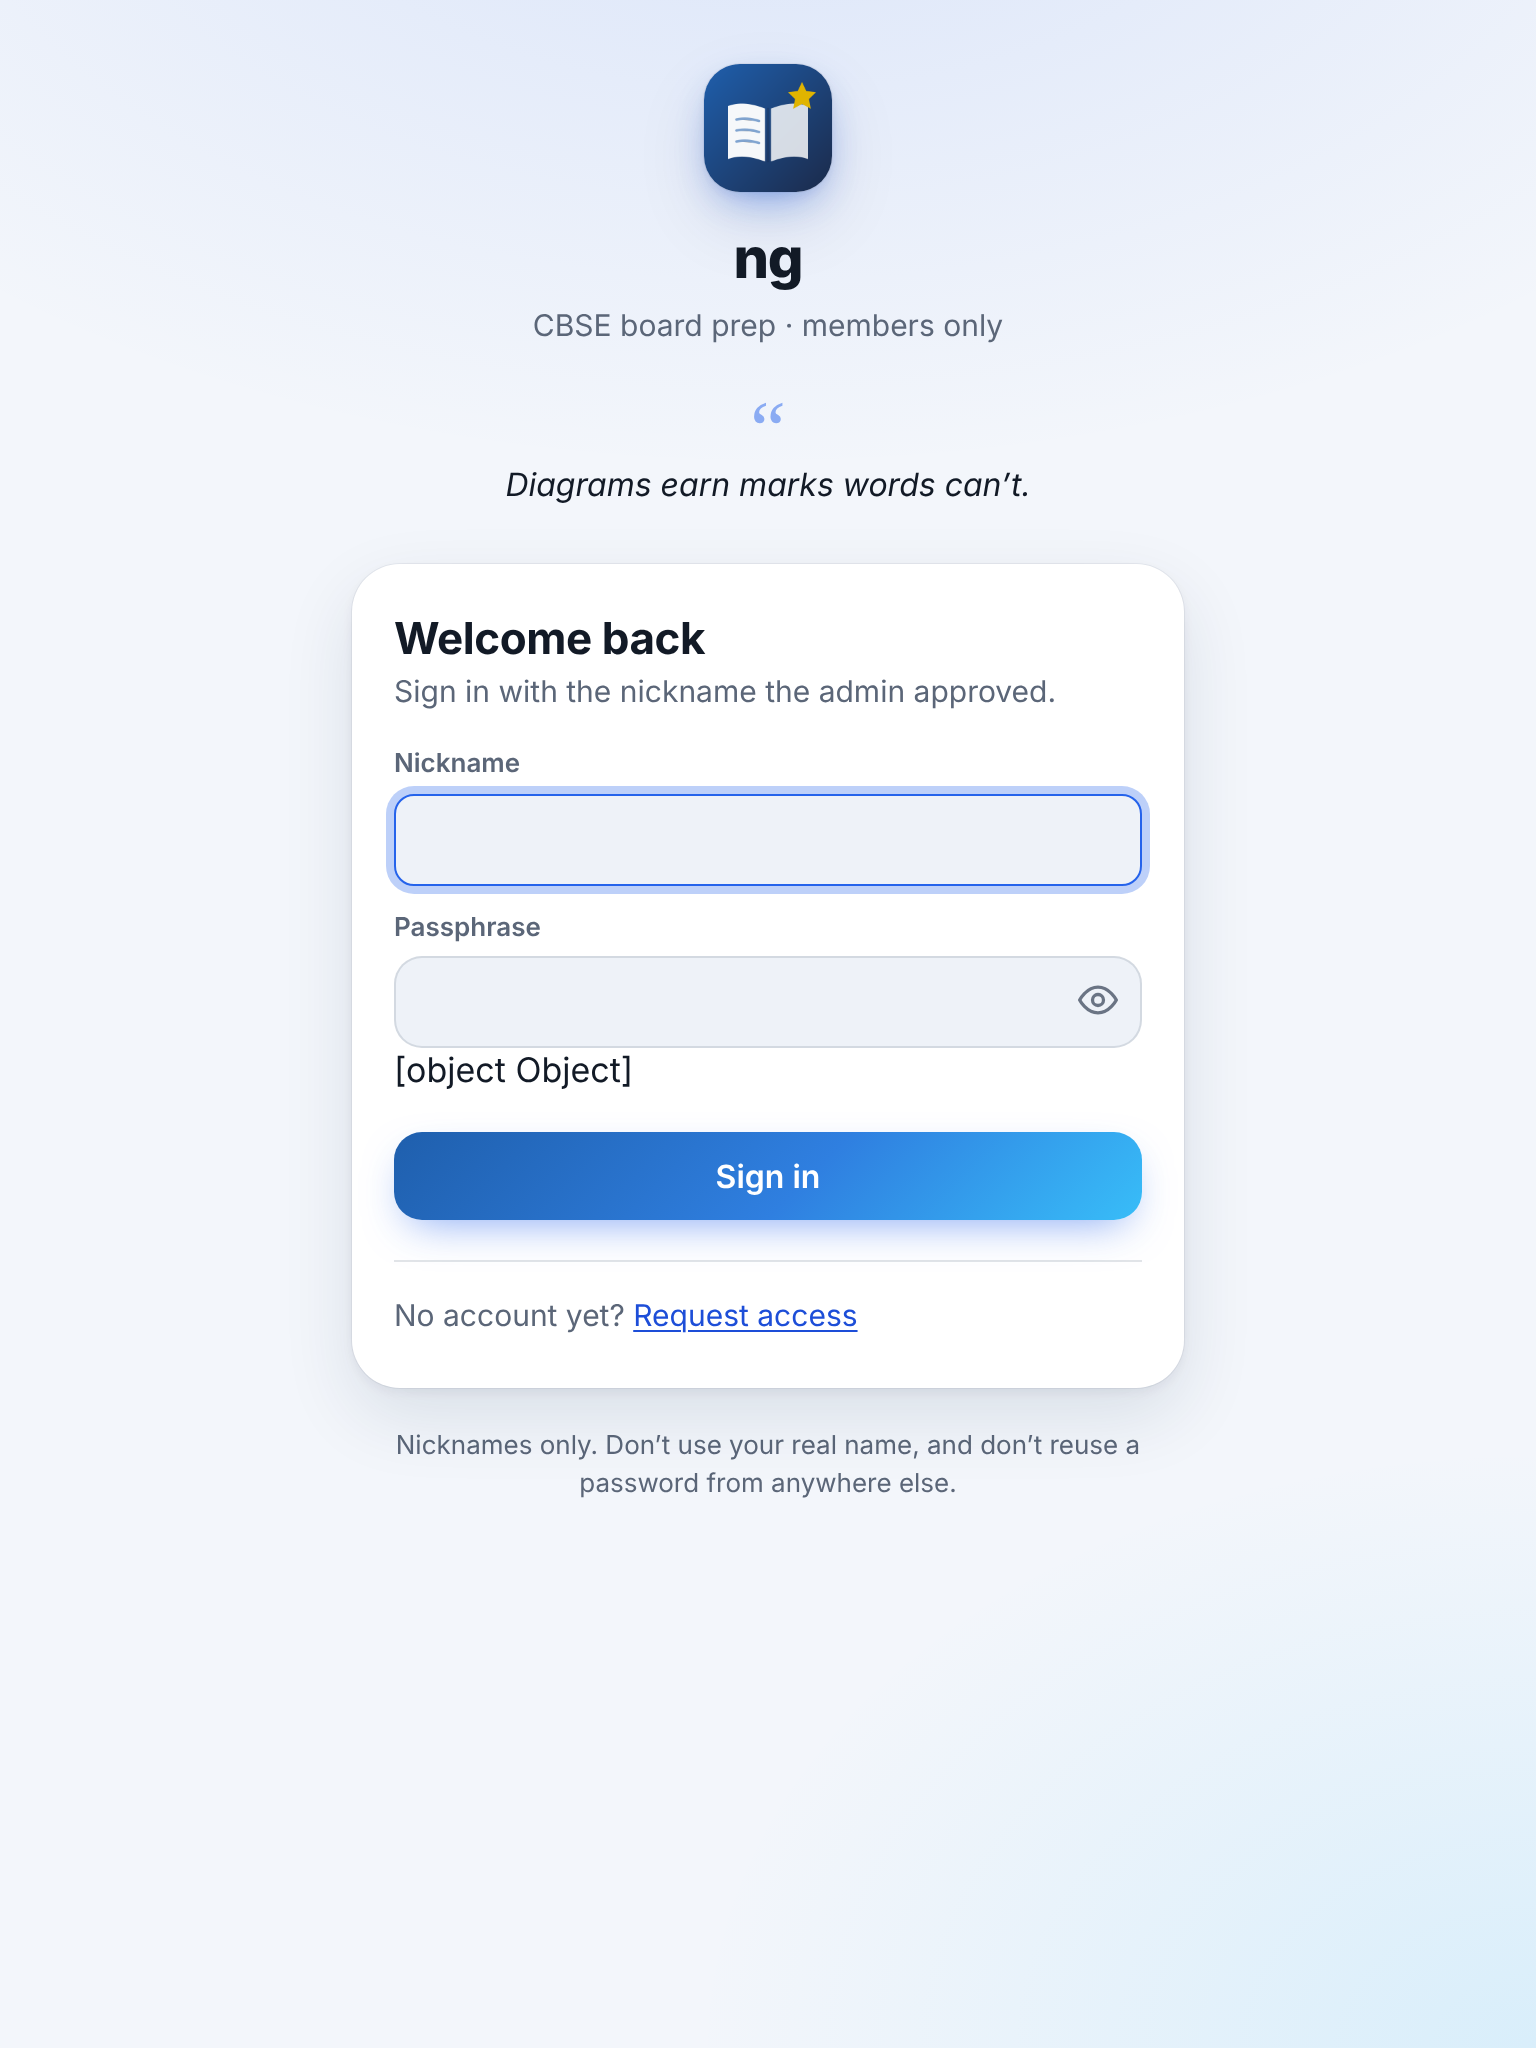 ng
CBSE board prep · members only
“
Diagrams earn marks words can’t.
Welcome back
Sign in with the nickname the admin approved.
Nickname
Passphrase
[object Object]
Sign in
No account yet? Request access
Nicknames only. Don’t use your real name, and don’t reuse a
password from anywhere else.